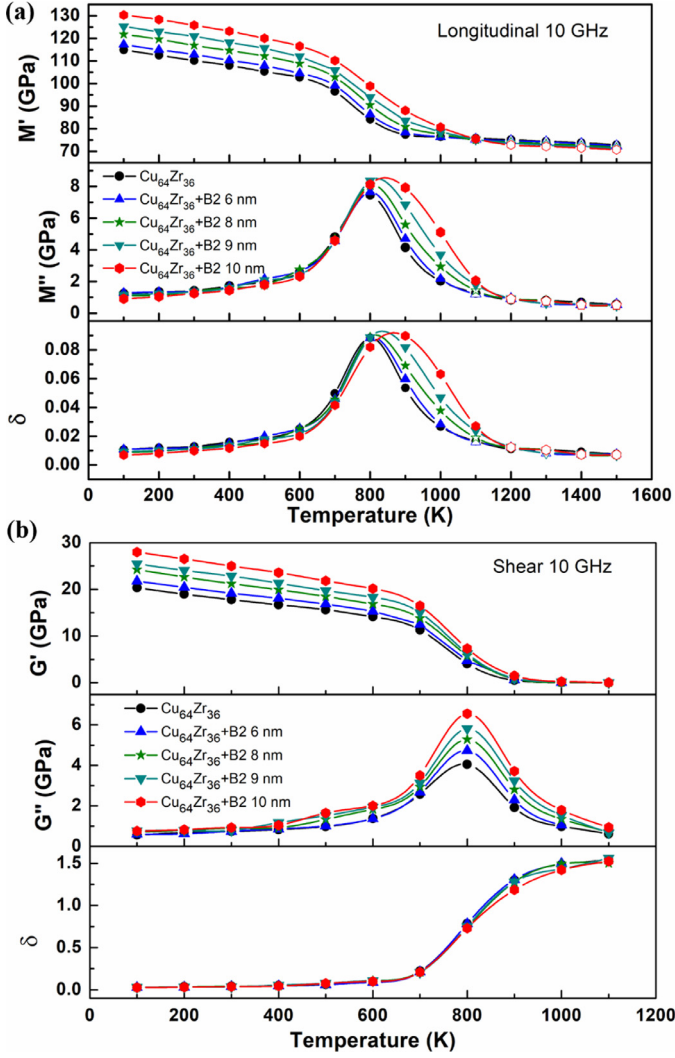 (a)
Longitudinal 10 GHz
M' (GPa)
130
120
110
100
90
80
70
Cu64Zr36
Cu64Zr36+B2 6 nm
Cu64Zr36+B2 8 nm
Cu64Zr36+B2 9 nm
Cu64Zr36+B2 10 nm
M'' (GPa)
8
6
4
2
0
δ
0.08
0.06
0.04
0.02
0.00
0 200 400 600 800 1000 1200 1400 1600
Temperature (K)
(b)
Shear 10 GHz
G' (GPa)
30
20
10
0
Cu64Zr36
Cu64Zr36+B2 6 nm
Cu64Zr36+B2 8 nm
Cu64Zr36+B2 9 nm
Cu64Zr36+B2 10 nm
G'' (GPa)
6
4
2
0
δ
1.5
1.0
0.5
0.0
0 200 400 600 800 1000 1200
Temperature (K)